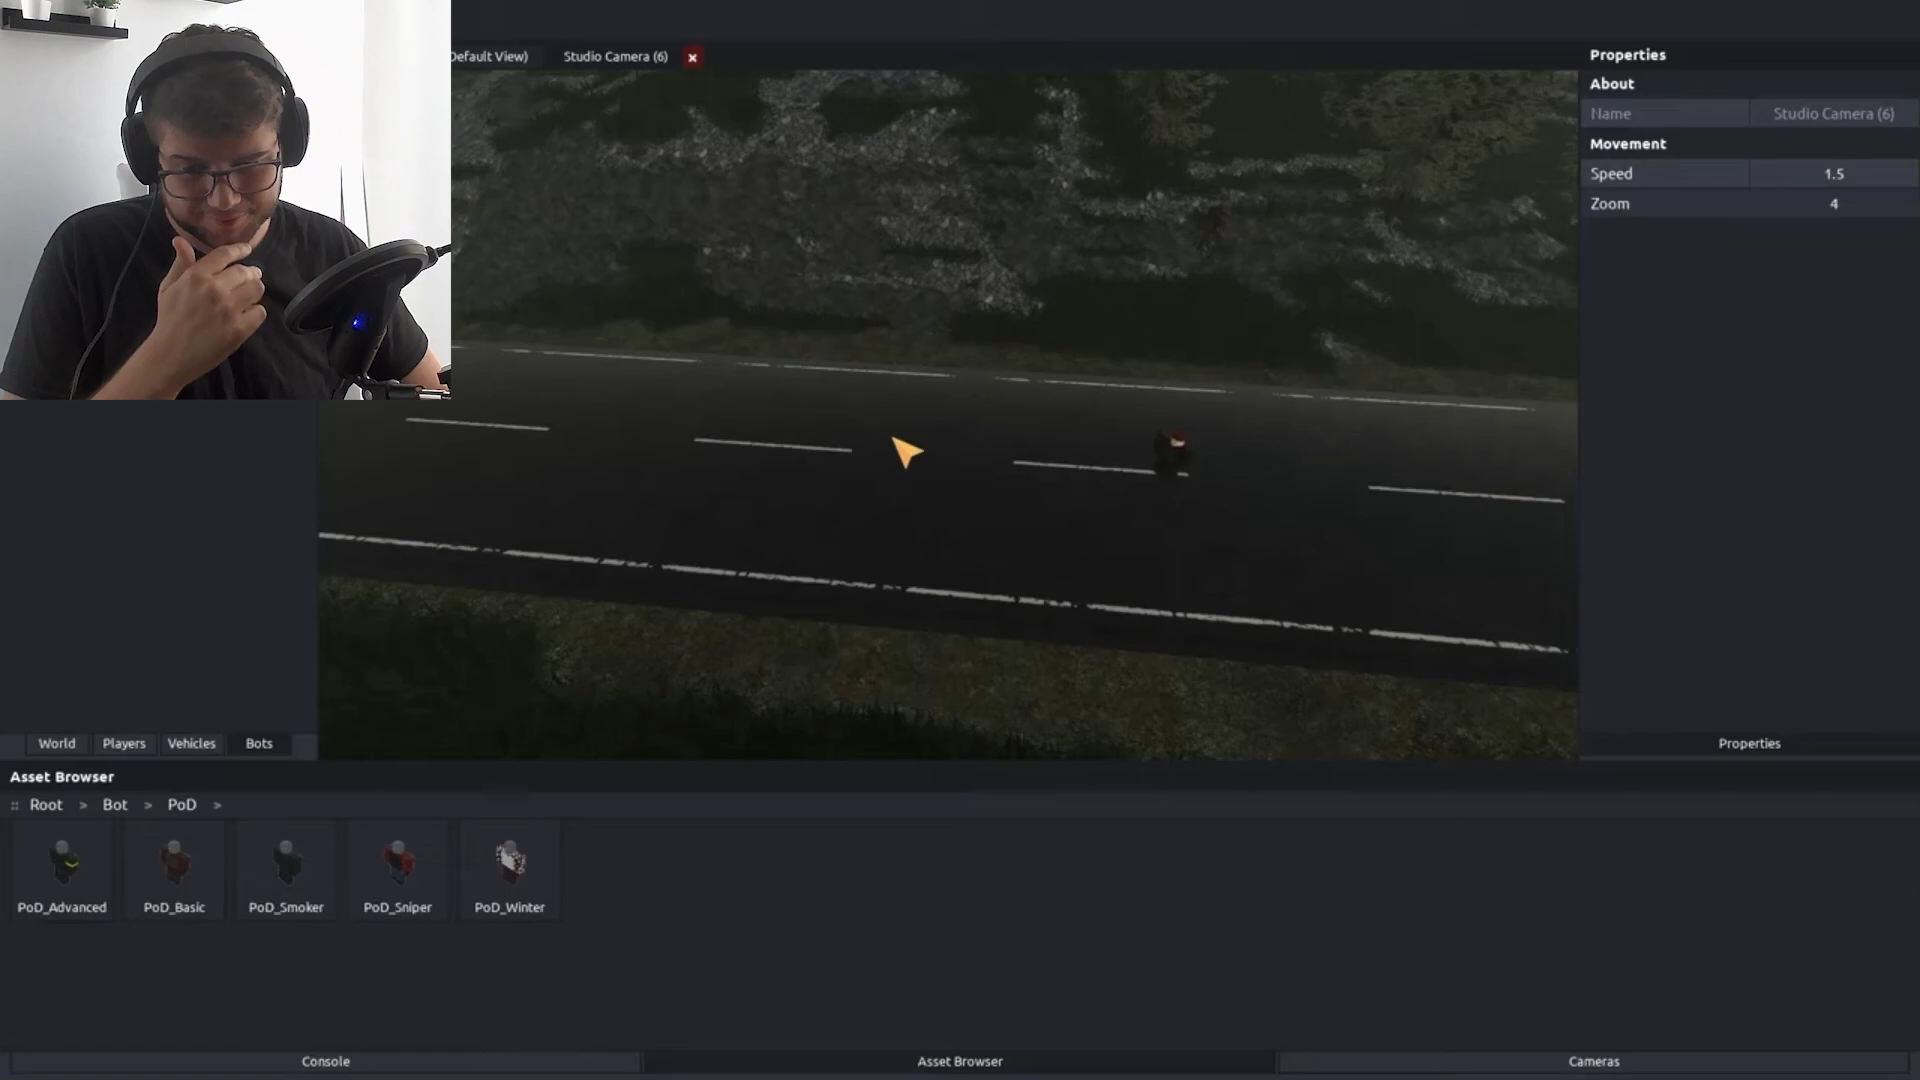 Default View)
Studio Camera (6)
Properties
About
Name
Studio Camera (6)
Movement
Speed
1.5
Zoom
4
World
Players
Vehicles
Bots
Properties
Asset Browser
Root > Bot > PoD >
PoD_Advanced
PoD_Basic
PoD_Smoker
PoD_Sniper
PoD_Winter
Console
Asset Browser
Cameras